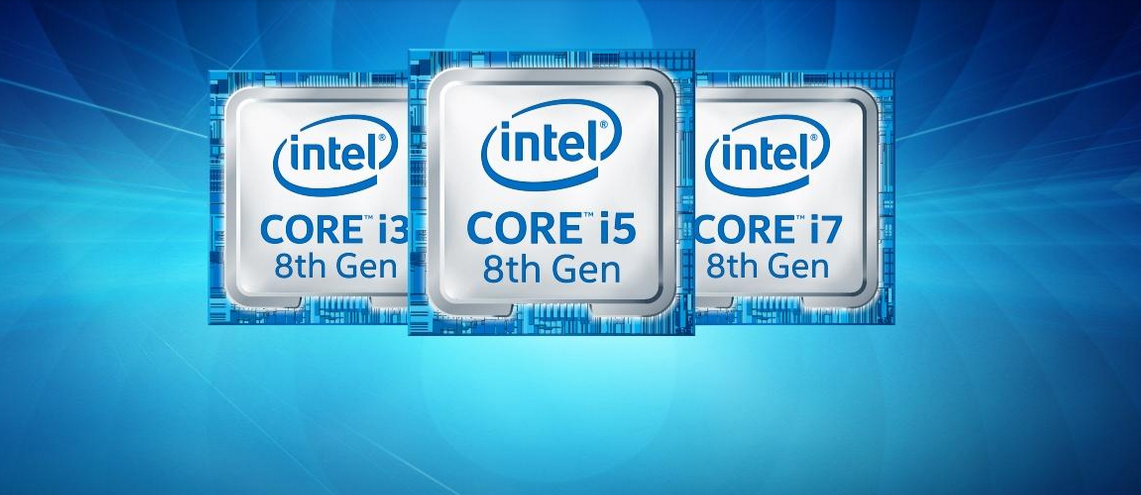 intel®
CORE™ i3
8th Gen
intel®
CORE™ i5
8th Gen
intel®
CORE™ i7
8th Gen